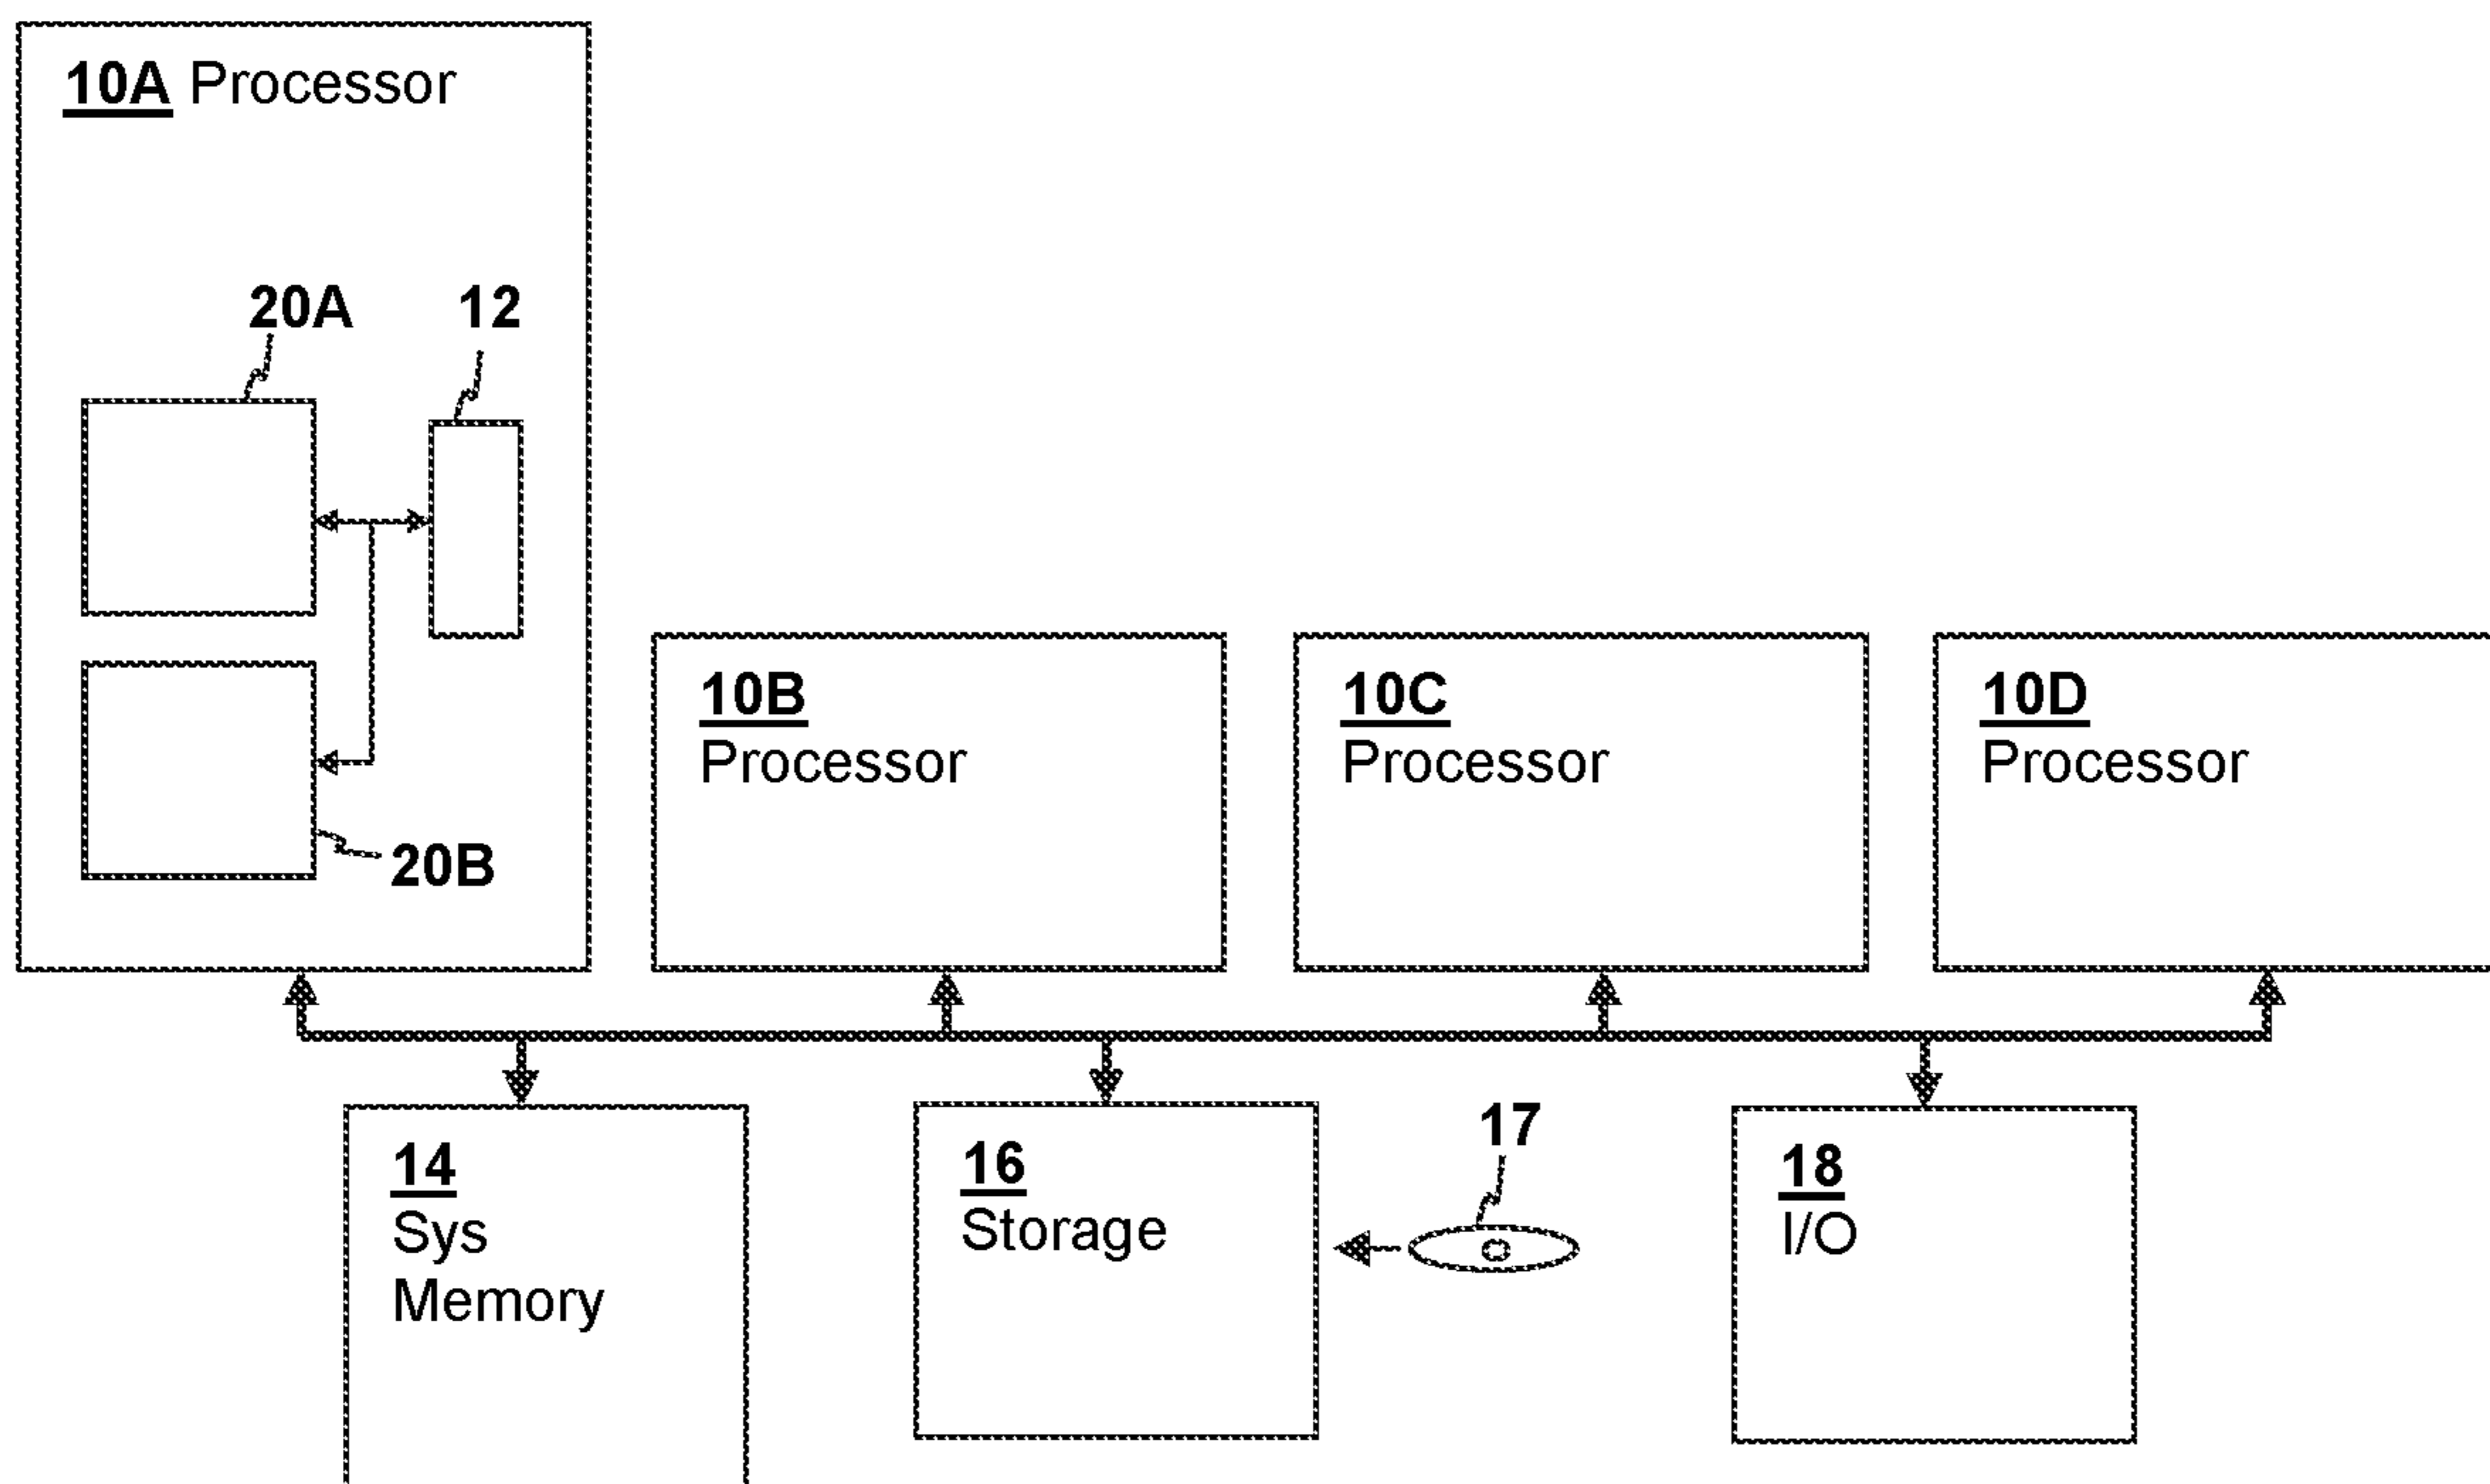 10A Processor
20A
12
20B
10B
Processor
10C
Processor
10D
Processor
14
Sys
Memory
16
Storage
17
18
I/O